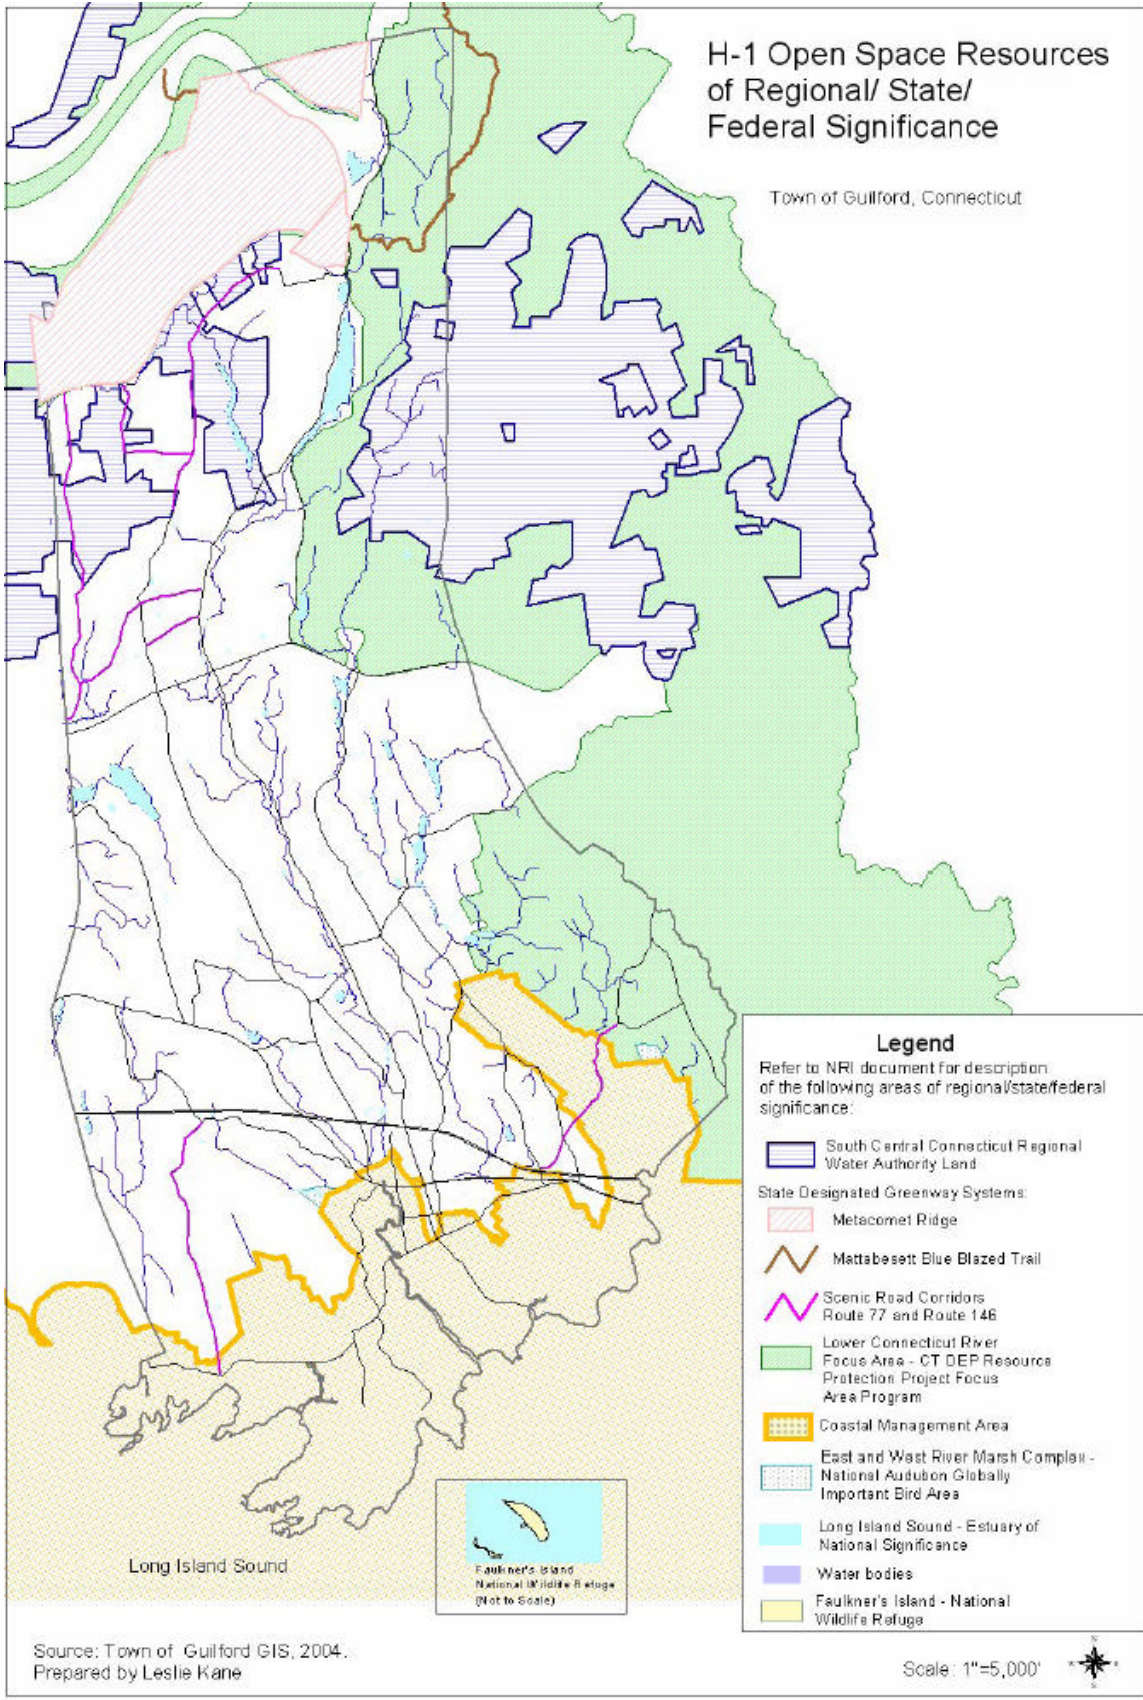 H-1 Open Space Resources
of Regional/ State/
Federal Significance
Town of Guilford, Connecticut
Legend
Refer to NRI document for description
of the following areas of regional/state/federal
significance:
South Central Connecticut Regional
Water Authority Land
State Designated Greenway Systems:
Metacomet Ridge
Mattabesett Blue Blazed Trail
Scenic Road Corridors
Route 77 and Route 146
Lower Connecticut River
Focus Area - CT DEP Resource
Protection Project Focus
Area Program
Coastal Management Area
East and West River Marsh Complex -
National Audubon Globally
Important Bird Area
Long Island Sound - Estuary of
National Significance
Water bodies
Faulkner's Island - National
Wildlife Refuge
Faulkner's Island
National Wildlife Refuge
(Not to Scale)
Long Island Sound
Source: Town of Guilford GIS, 2004.
Prepared by Leslie Kane
Scale: 1"=5,000'